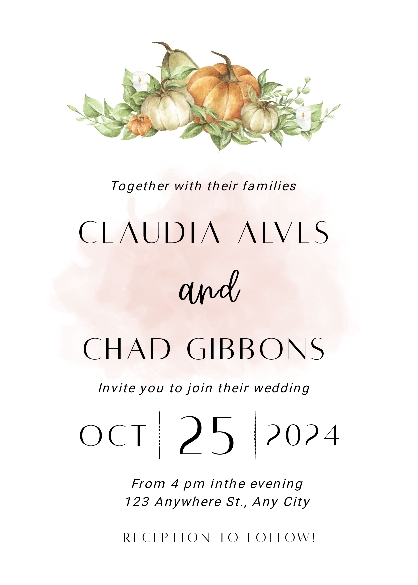 Together with their families
CLAUDIA ALVES
and
CHAD GIBBONS
Invite you to join their wedding
OCT 25 2024
From 4 pm inthe evening
123 Anywhere St., Any City
RECEPTION TO FOLLOW!